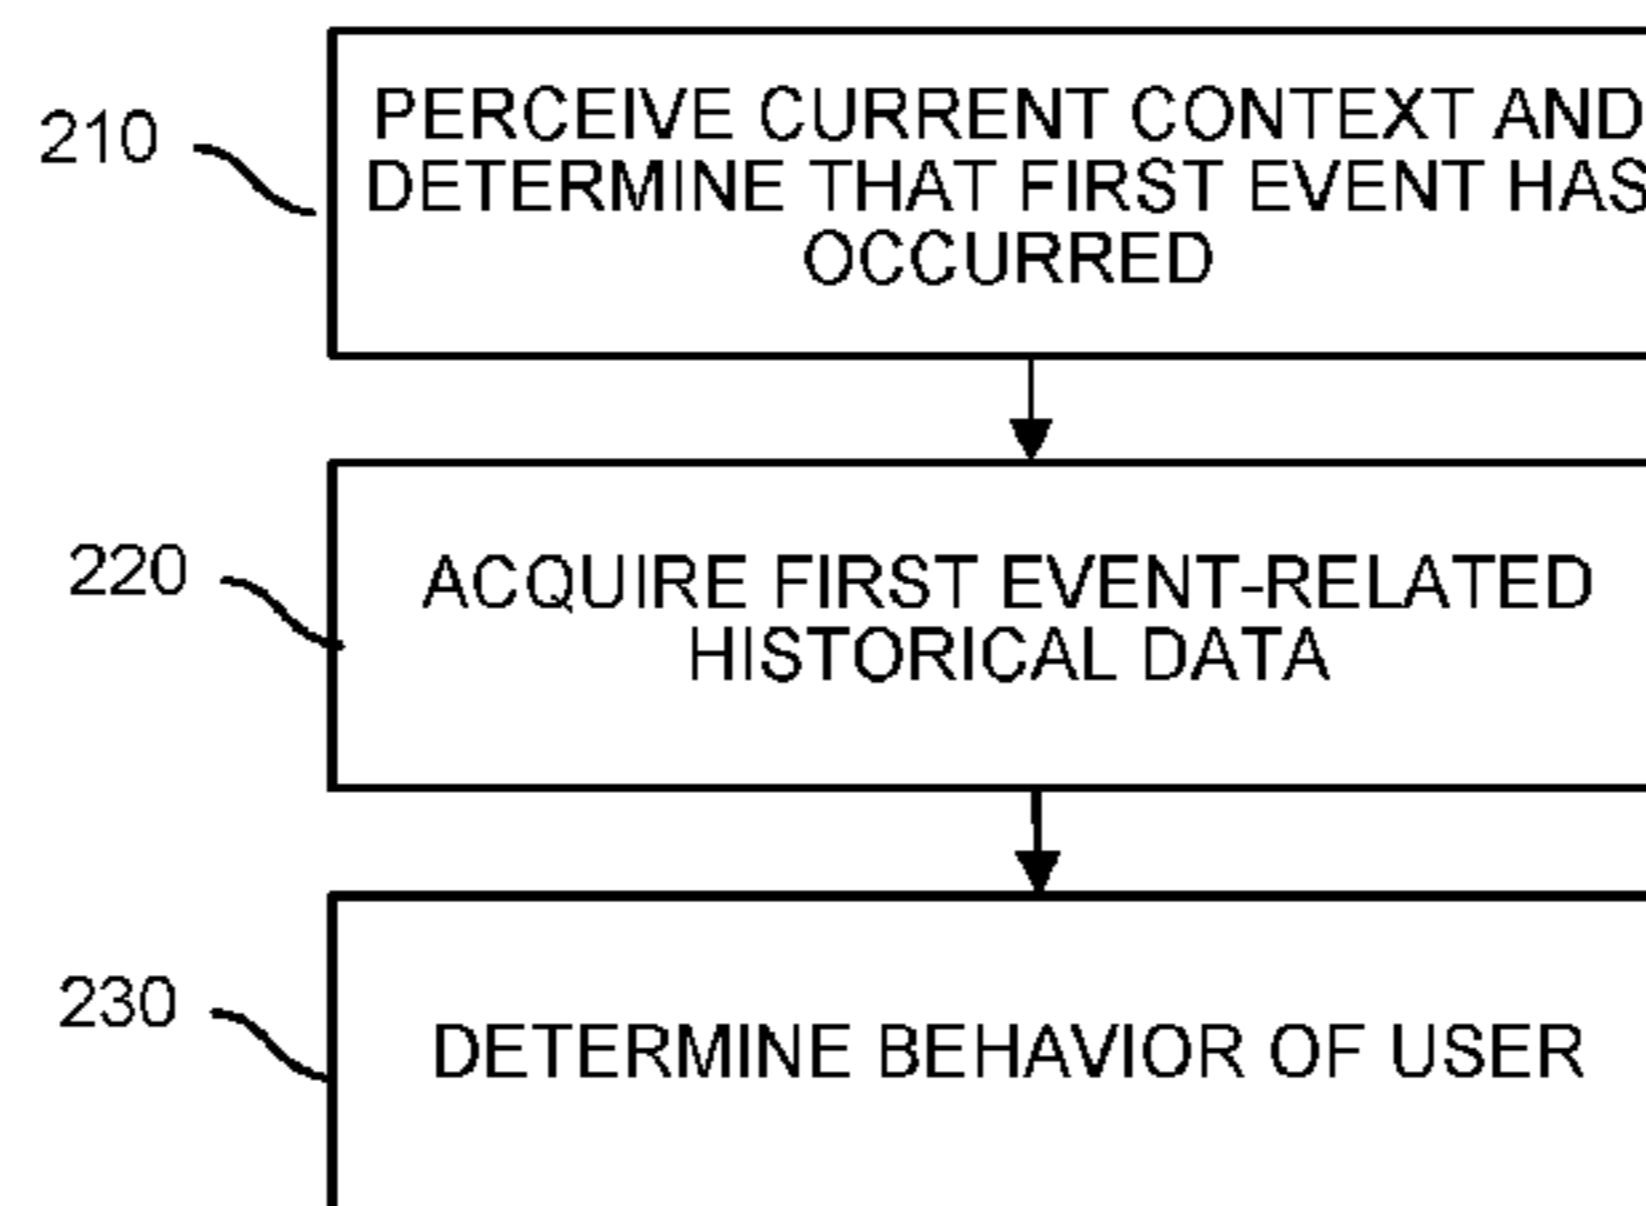 210
PERCEIVE CURRENT CONTEXT AND
DETERMINE THAT FIRST EVENT HAS
OCCURRED
220
ACQUIRE FIRST EVENT-RELATED
HISTORICAL DATA
230
DETERMINE BEHAVIOR OF USER